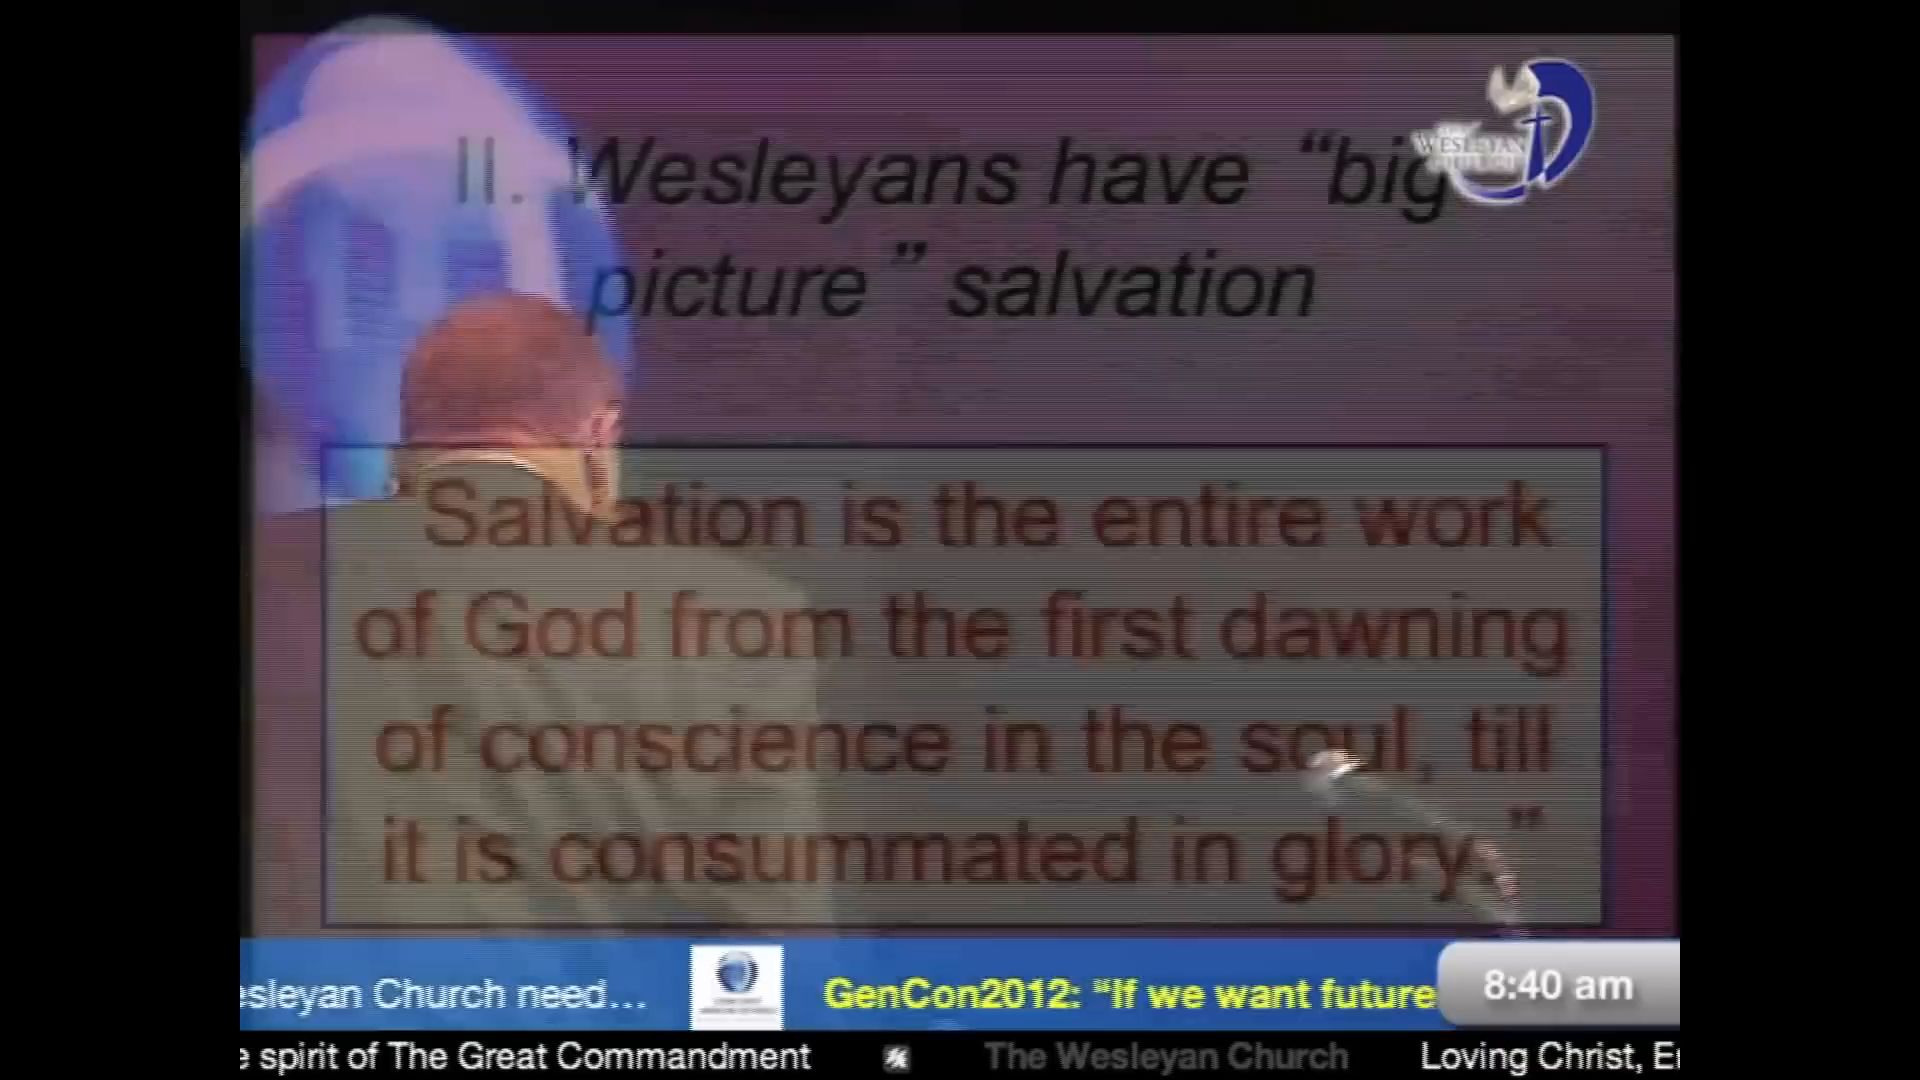 II. Wesleyans have “big
picture” salvation
WESLEYAN
CHURCH
“Salvation is the entire work
of God from the first dawning
of conscience in the soul, till
it is consummated in glory.”
esleyan Church need...
GenCon2012: “If we want future
8:40 am
e spirit of The Great Commandment
The Wesleyan Church
Loving Christ, E